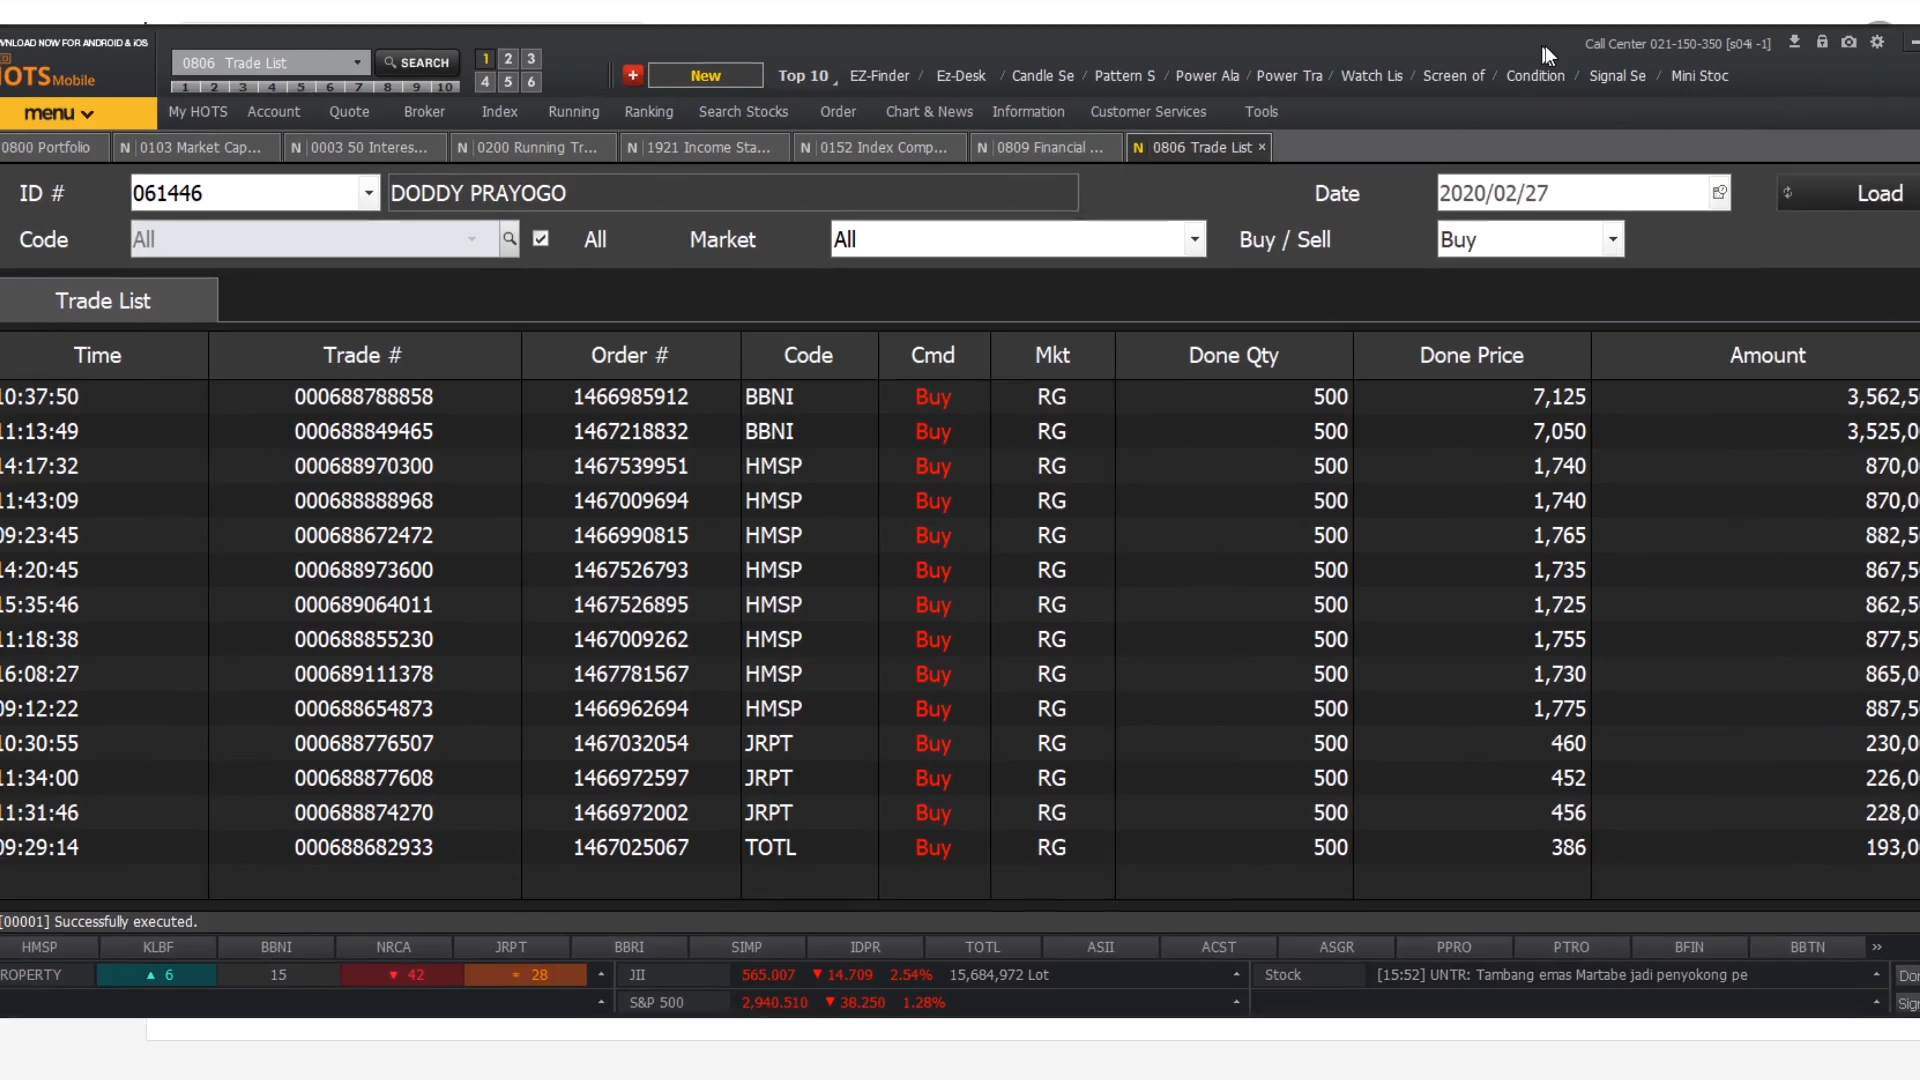 WNLOAD NOW FOR ANDROID & iOS
HOTS Mobile
0806 Trade List
SEARCH
1 2 3 4 5 6 7 8 9 10
1 2 3
4 5 6
New
Top 10 EZ-Finder / Ez-Desk / Candle Se / Pattern S / Power Ala / Power Tra / Watch Lis / Screen of / Condition / Signal Se / Mini Stoc
Call Center 021-150-350 [s04i -1]
menu
My HOTS Account Quote Broker Index Running Ranking Search Stocks Order Chart & News Information Customer Services Tools
0800 Portfolio N 0103 Market Cap... N 0003 50 Interes... N 0200 Running Tr... N 1921 Income Sta... N 0152 Index Comp... N 0809 Financial ... N 0806 Trade List ×
ID # 061446 DODDY PRAYOGO Date 2020/02/27 Load
Code All All Market All Buy / Sell Buy
Trade List
Time Trade # Order # Code Cmd Mkt Done Qty Done Price Amount
10:37:50 000688788858 1466985912 BBNI Buy RG 500 7,125 3,562,5
11:13:49 000688849465 1467218832 BBNI Buy RG 500 7,050 3,525,0
14:17:32 000688970300 1467539951 HMSP Buy RG 500 1,740 870,0
11:43:09 000688888968 1467009694 HMSP Buy RG 500 1,740 870,0
09:23:45 000688672472 1466990815 HMSP Buy RG 500 1,765 882,5
14:20:45 000688973600 1467526793 HMSP Buy RG 500 1,735 867,5
15:35:46 000689064011 1467526895 HMSP Buy RG 500 1,725 862,5
11:18:38 000688855230 1467009262 HMSP Buy RG 500 1,755 877,5
16:08:27 000689111378 1467781567 HMSP Buy RG 500 1,730 865,0
09:12:22 000688654873 1466962694 HMSP Buy RG 500 1,775 887,5
10:30:55 000688776507 1467032054 JRPT Buy RG 500 460 230,0
11:34:00 000688877608 1466972597 JRPT Buy RG 500 452 226,0
11:31:46 000688874270 1466972002 JRPT Buy RG 500 456 228,0
09:29:14 000688682933 1467025067 TOTL Buy RG 500 386 193,0
[00001] Successfully executed.
HMSP KLBF BBNI NRCA JRPT BBRI SIMP IDPR TOTL ASII ACST ASGR PPRO PTRO BFIN BBTN »
ROPERTY ▲ 6 15 ▼ 42 = 28 JII 565.007 ▼ 14.709 2.54% 15,684,972 Lot Stock [15:52] UNTR: Tambang emas Martabe jadi penyokong pe Dor
S&P 500 2,940.510 ▼ 38.250 1.28% Sig